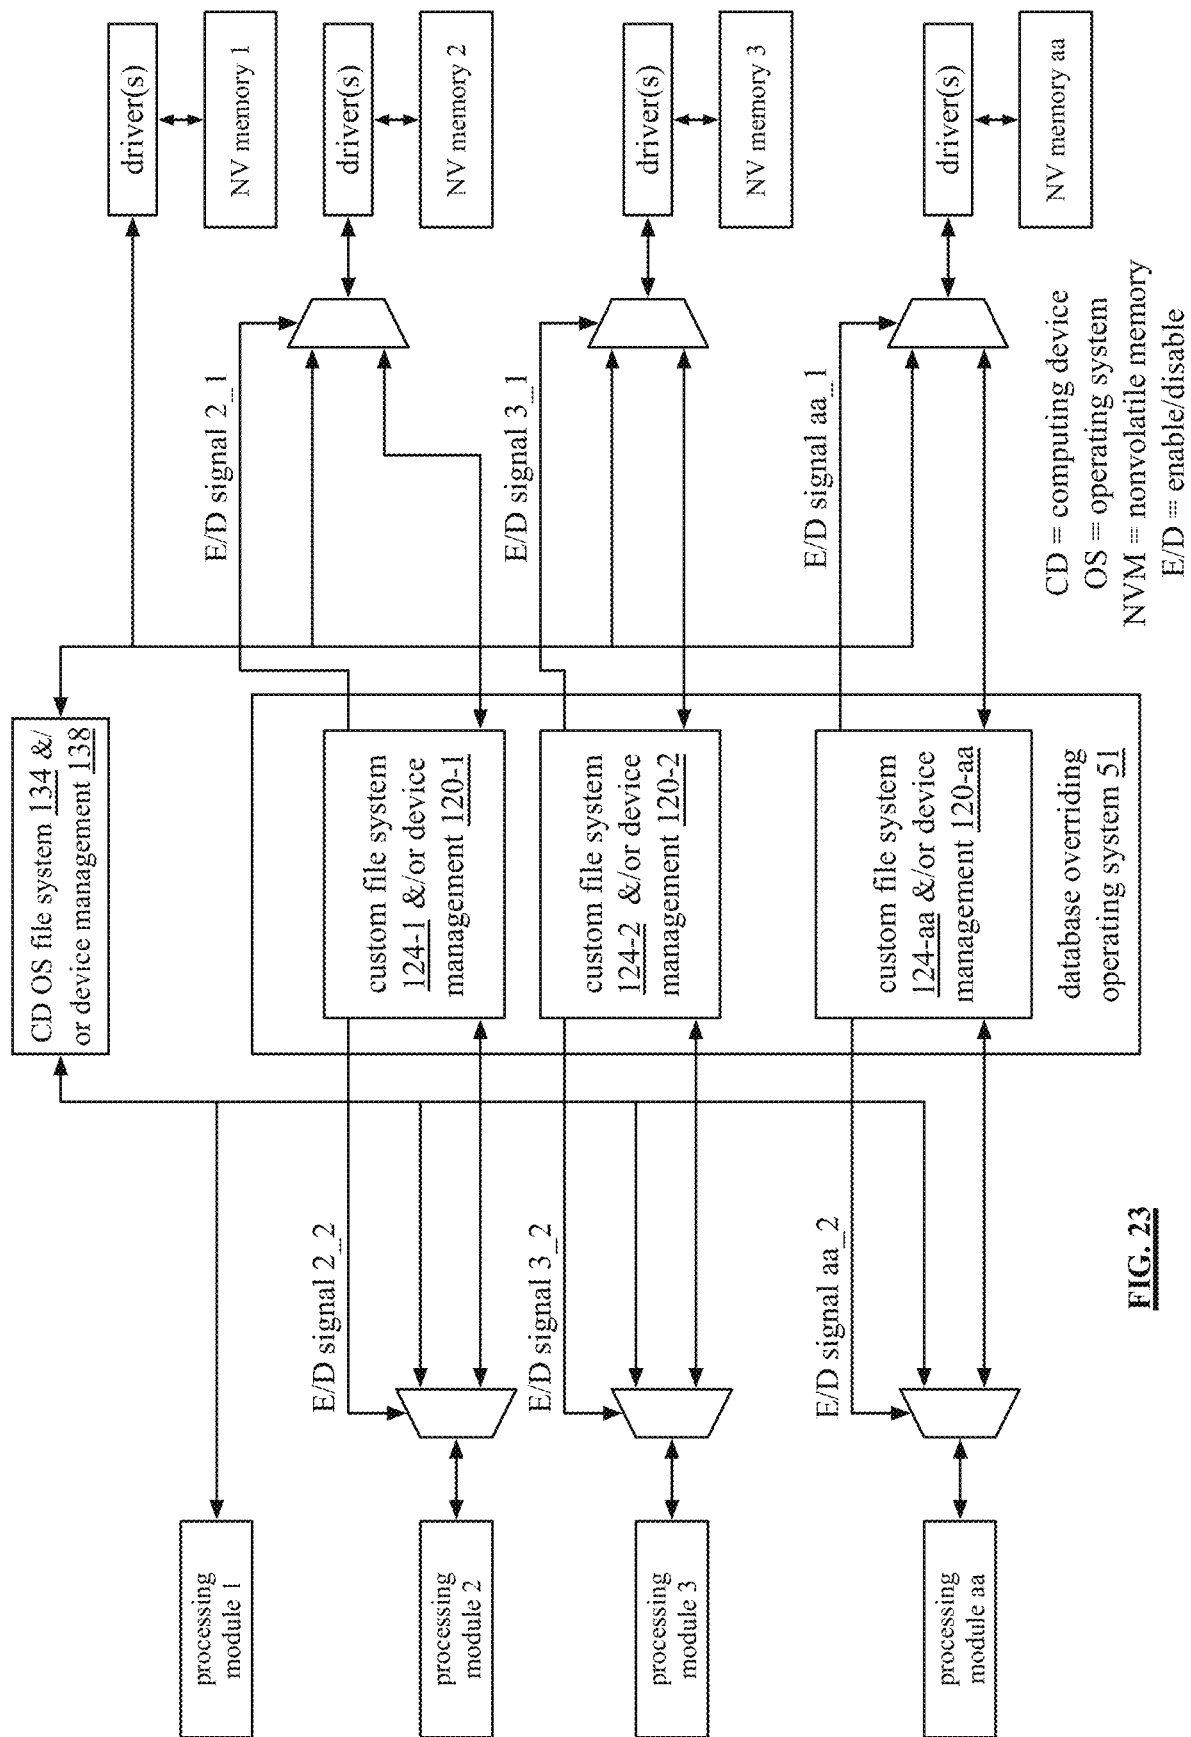 CD OS file system 134 &/
or device management 138
processing
module 1
driver(s)
NV memory 1
E/D signal 2_2
E/D signal 2_1
processing
module 2
custom file system
124-1 &/or device
management 120-1
driver(s)
NV memory 2
E/D signal 3_2
E/D signal 3_1
processing
module 3
custom file system
124-2 &/or device
management 120-2
driver(s)
NV memory 3
E/D signal aa_2
E/D signal aa_1
processing
module aa
custom file system
124-aa &/or device
management 120-aa
driver(s)
NV memory aa
database overriding
operating system 51
CD = computing device
OS = operating system
NVM = nonvolatile memory
E/D = enable/disable
FIG. 23